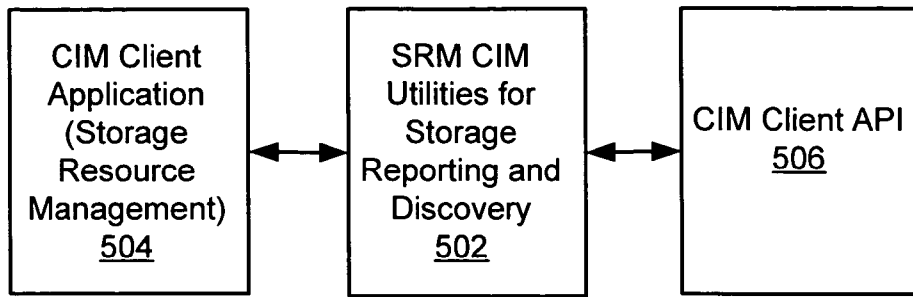 CIM Client
Application
(Storage
Resource
Management)
504
SRM CIM
Utilities for
Storage
Reporting and
Discovery
502
CIM Client API
506